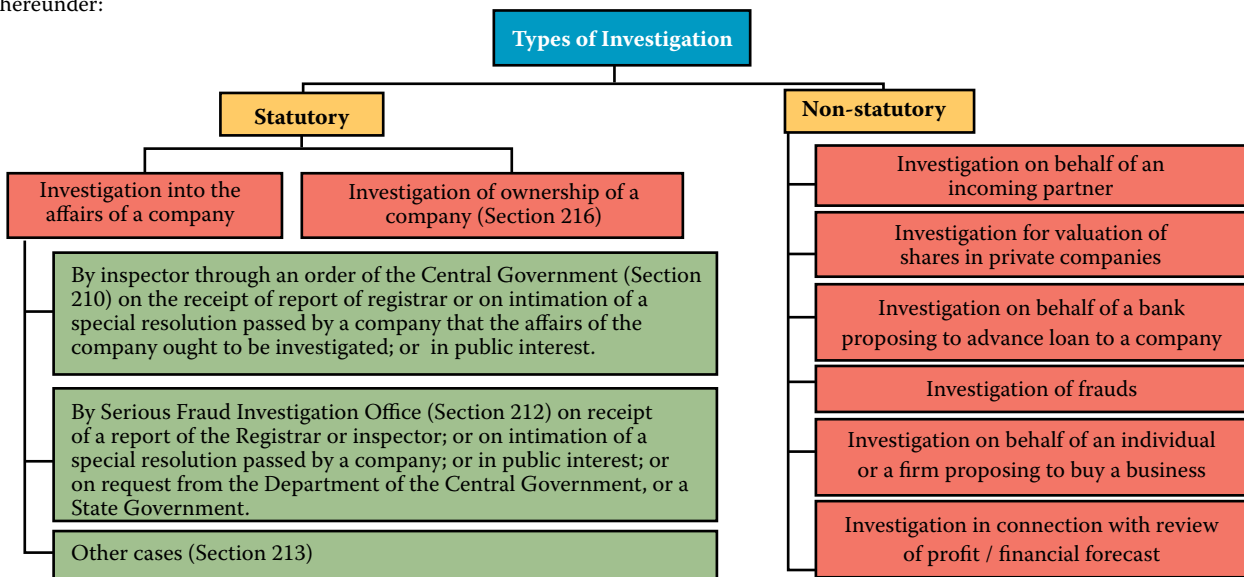 hereunder:
Types of Investigation
Statutory
Investigation into the
affairs of a company
Investigation of ownership of a
company (Section 216)
By inspector through an order of the Central Government (Section
210) on the receipt of report of registrar or on intimation of a
special resolution passed by a company that the affairs of the
company ought to be investigated; or in public interest.
By Serious Fraud Investigation Office (Section 212) on receipt
of a report of the Registrar or inspector; or on intimation of a
special resolution passed by a company; or in public interest; or
on request from the Department of the Central Government, or a
State Government.
Other cases (Section 213)
Non-statutory
Investigation on behalf of an
incoming partner
Investigation for valuation of
shares in private companies
Investigation on behalf of a bank
proposing to advance loan to a company
Investigation of frauds
Investigation on behalf of an individual
or a firm proposing to buy a business
Investigation in connection with review
of profit / financial forecast